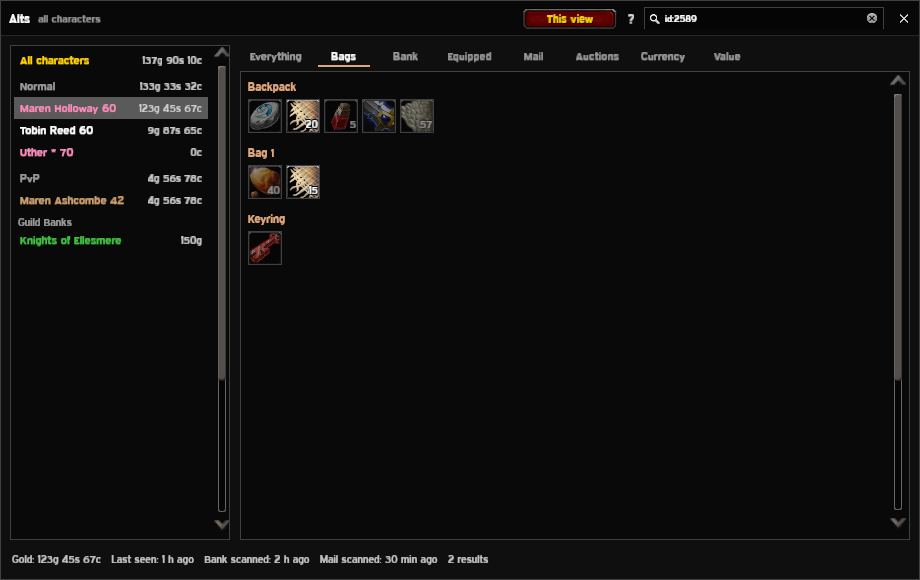 Alts all characters
This view ? id:2589
All characters 137g 90s 10c
Normal 133g 33s 32c
Maren Holloway 60 123g 45s 67c
Tobin Reed 60 9g 87s 65c
Uther * 70 0c
PvP 4g 56s 78c
Maren Ashcombe 42 4g 56s 78c
Guild Banks
Knights of Ellesmere 150g
Everything Bags Bank Equipped Mail Auctions Currency Value
Backpack
20 5 57
Bag 1
40 15
Keyring
Gold: 123g 45s 67c Last seen: 1 h ago Bank scanned: 2 h ago Mail scanned: 30 min ago 2 results